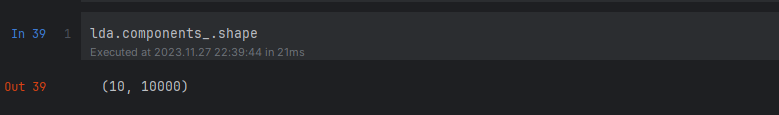 In 39 1 lda.components_.shape
Executed at 2023.11.27 22:39:44 in 21ms
Out 39 (10, 10000)